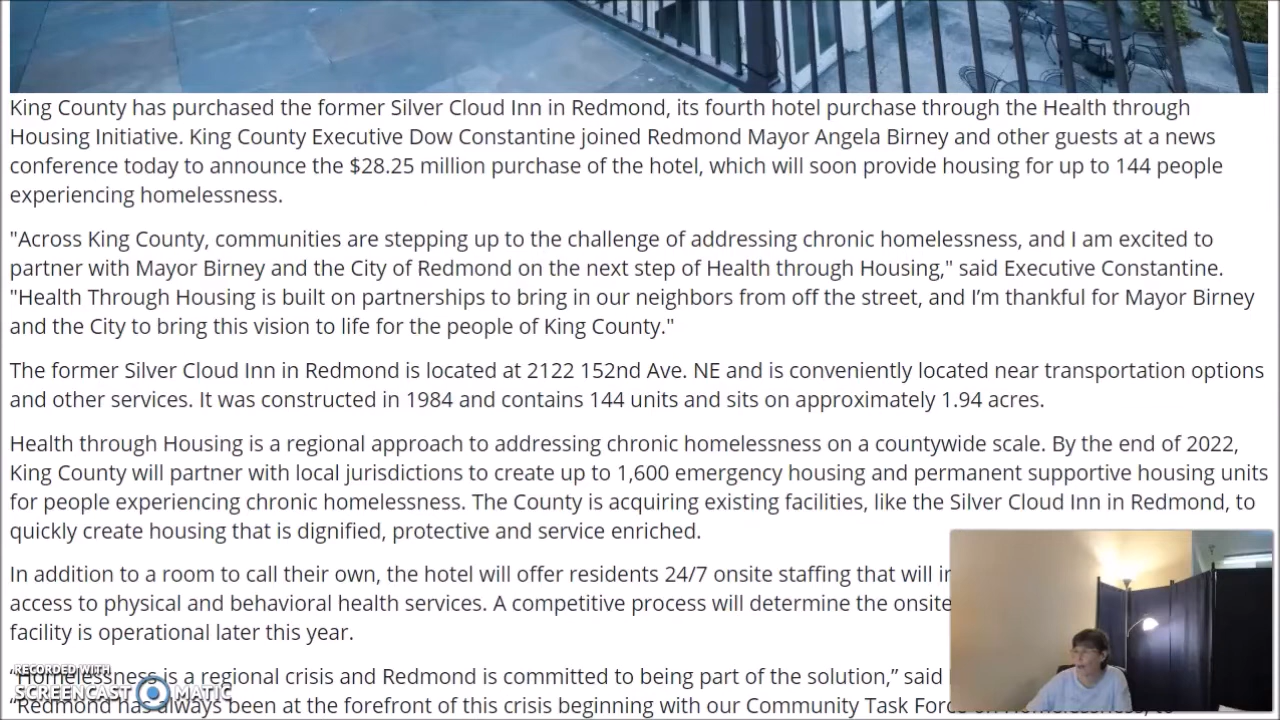 King County has purchased the former Silver Cloud Inn in Redmond, its fourth hotel purchase through the Health through
Housing Initiative. King County Executive Dow Constantine joined Redmond Mayor Angela Birney and other guests at a news
conference today to announce the $28.25 million purchase of the hotel, which will soon provide housing for up to 144 people
experiencing homelessness.
"Across King County, communities are stepping up to the challenge of addressing chronic homelessness, and I am excited to
partner with Mayor Birney and the City of Redmond on the next step of Health through Housing," said Executive Constantine.
"Health Through Housing is built on partnerships to bring in our neighbors from off the street, and I’m thankful for Mayor Birney
and the City to bring this vision to life for the people of King County."
The former Silver Cloud Inn in Redmond is located at 2122 152nd Ave. NE and is conveniently located near transportation options
and other services. It was constructed in 1984 and contains 144 units and sits on approximately 1.94 acres.
Health through Housing is a regional approach to addressing chronic homelessness on a countywide scale. By the end of 2022,
King County will partner with local jurisdictions to create up to 1,600 emergency housing and permanent supportive housing units
for people experiencing chronic homelessness. The County is acquiring existing facilities, like the Silver Cloud Inn in Redmond, to
quickly create housing that is dignified, protective and service enriched.
In addition to a room to call their own, the hotel will offer residents 24/7 onsite staffing that will
access to physical and behavioral health services. A competitive process will determine the onsite
facility is operational later this year.
“Homelessness is a regional crisis and Redmond is committed to being part of the solution,” said
“Redmond has always been at the forefront of this crisis beginning with our Community Task Force on Homelessness, to
RECORDED WITH
SCREENCAST MATIC